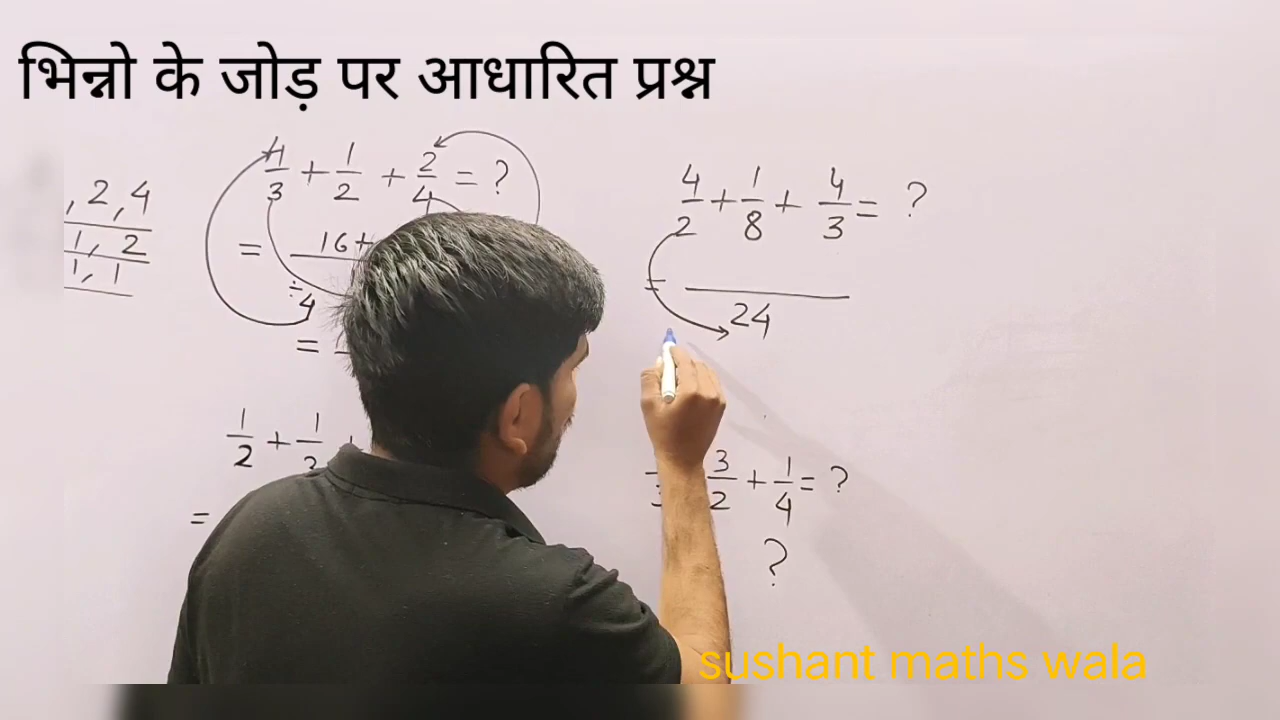 भिन्नो के जोड़ पर आधारित प्रश्न
, 2, 4
1, 2
1, 1
4/3 + 1/2 + 2/4 = ?
= 16+
÷ 4
=
1/2 + 1/3 +
=
4/2 + 1/8 + 4/3 = ?
= /24
3/2 + 1/4 = ?
?
sushant maths wala